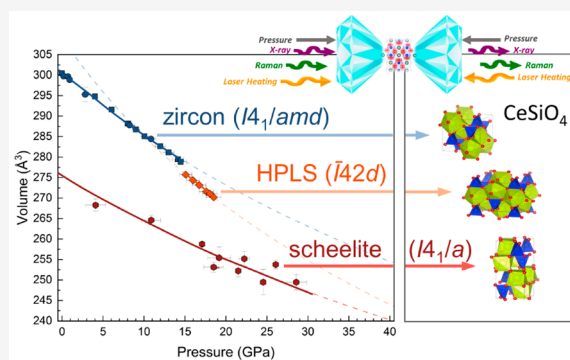 Pressure
X-ray
Raman
Laser Heating
Pressure
X-ray
Raman
Laser Heating
CeSiO4
zircon (I41/amd)
HPLS (I̅42d)
scheelite (I41/a)
Volume (Å3)
305
300
295
290
285
280
275
270
265
260
255
250
245
240
0
5
10
15
20
25
30
35
40
Pressure (GPa)